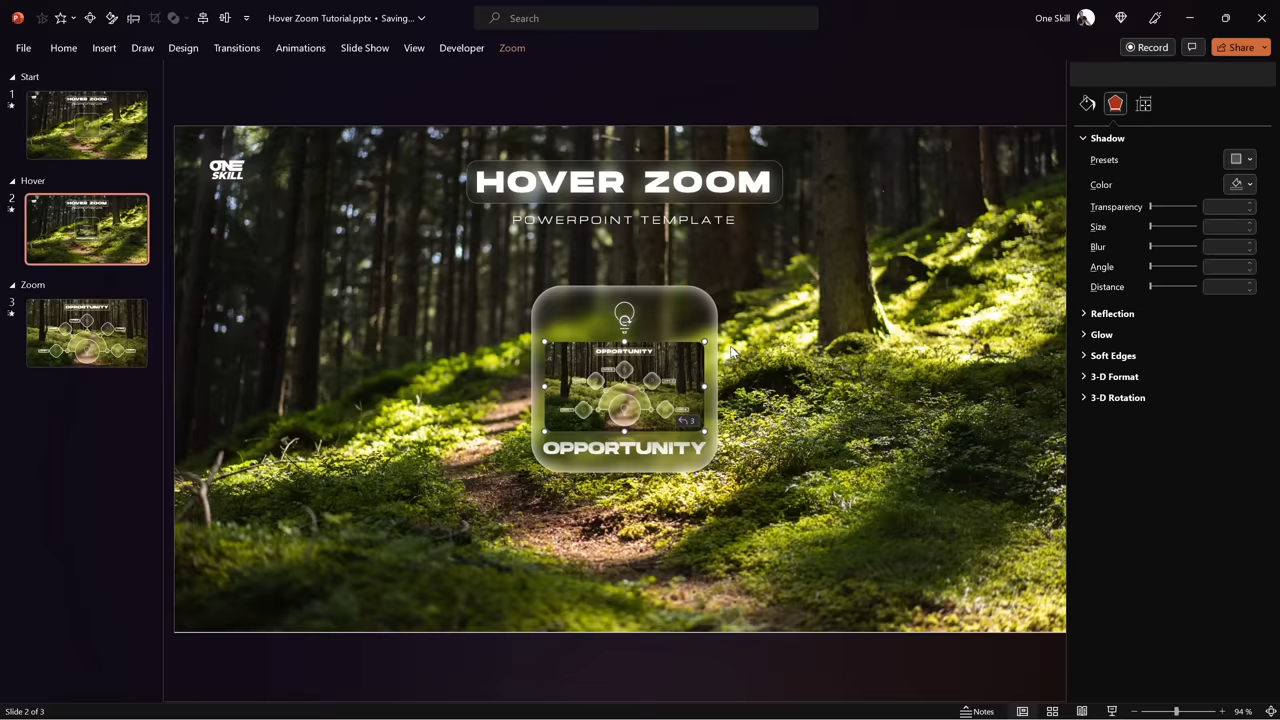 Hover Zoom Tutorial.pptx • Saving...
Search
One Skill
File Home Insert Draw Design Transitions Animations Slide Show View Developer Zoom
Record
Share
Start
1
Hover
2
Zoom
3
HOVER ZOOM
HOVER ZOOM
OPPORTUNITY
ONE
SKILL
HOVER ZOOM
POWERPOINT TEMPLATE
OPPORTUNITY
3
OPPORTUNITY
Shadow
Presets
Color
Transparency
Size
Blur
Angle
Distance
Reflection
Glow
Soft Edges
3-D Format
3-D Rotation
Slide 2 of 3
Notes
94 %